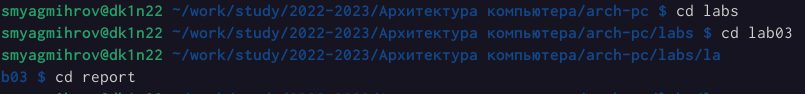 smyagmihrov@dk1n22 ~/work/study/2022-2023/Архитектура компьютера/arch-pc $ cd labs
smyagmihrov@dk1n22 ~/work/study/2022-2023/Архитектура компьютера/arch-pc/labs $ cd lab03
smyagmihrov@dk1n22 ~/work/study/2022-2023/Архитектура компьютера/arch-pc/labs/la
b03 $ cd report